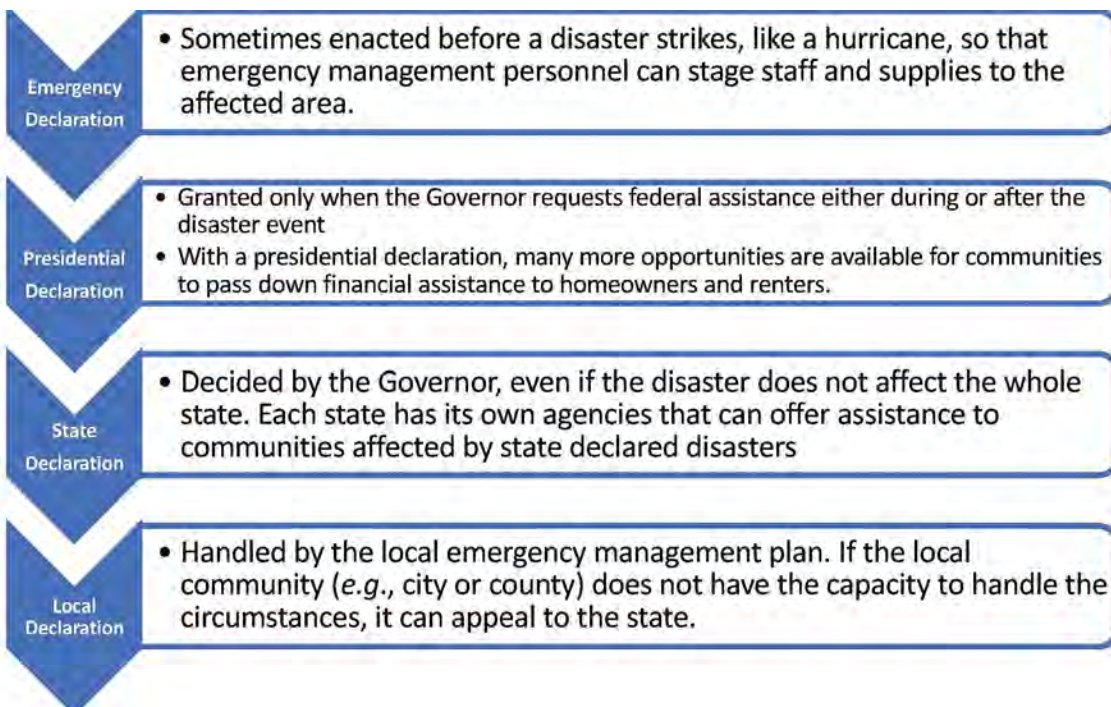 Emergency
Declaration
• Sometimes enacted before a disaster strikes, like a hurricane, so that
emergency management personnel can stage staff and supplies to the
affected area.
Presidential
Declaration
• Granted only when the Governor requests federal assistance either during or after the
disaster event
• With a presidential declaration, many more opportunities are available for communities
to pass down financial assistance to homeowners and renters.
State
Declaration
• Decided by the Governor, even if the disaster does not affect the whole
state. Each state has its own agencies that can offer assistance to
communities affected by state declared disasters
Local
Declaration
• Handled by the local emergency management plan. If the local
community (e.g., city or county) does not have the capacity to handle the
circumstances, it can appeal to the state.